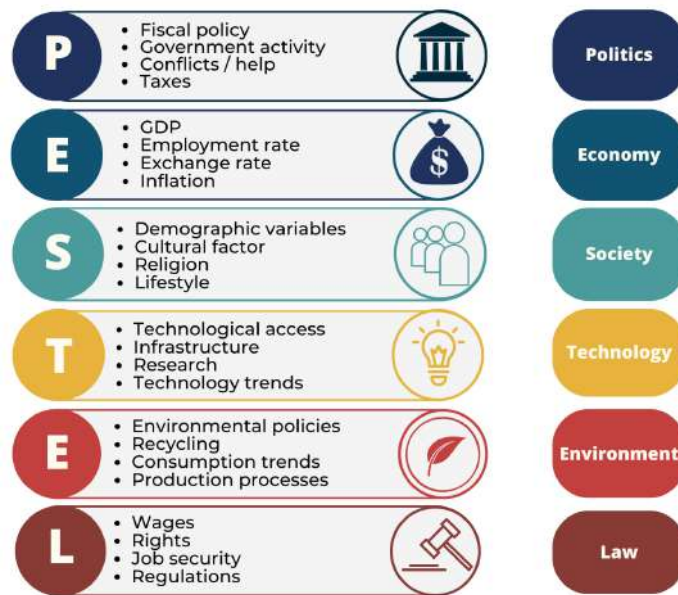 P
• Fiscal policy
• Government activity
• Conflicts / help
• Taxes
Politics
E
• GDP
• Employment rate
• Exchange rate
• Inflation
$
Economy
S
• Demographic variables
• Cultural factor
• Religion
• Lifestyle
Society
T
• Technological access
• Infrastructure
• Research
• Technology trends
Technology
E
• Environmental policies
• Recycling
• Consumption trends
• Production processes
Environment
L
• Wages
• Rights
• Job security
• Regulations
Law